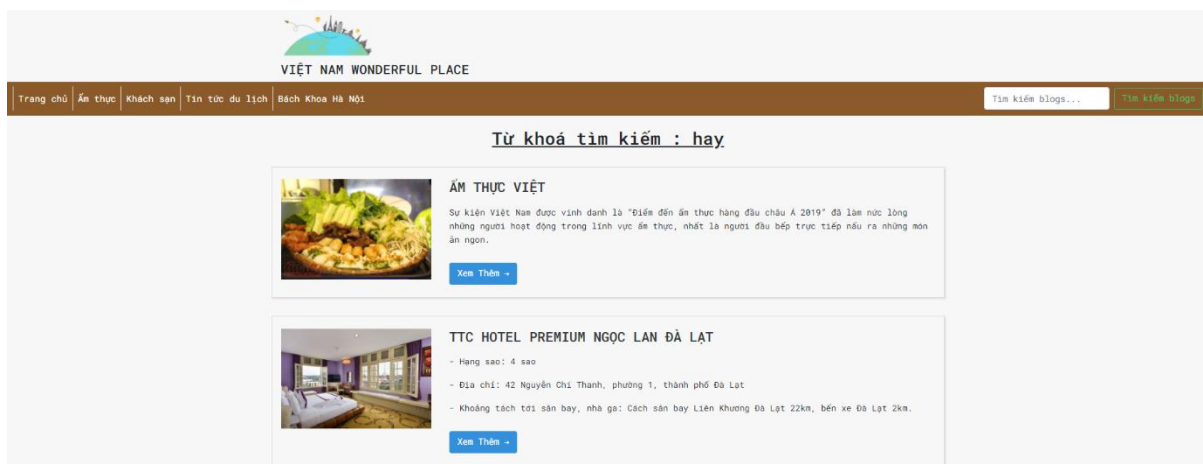 VIỆT NAM WONDERFUL PLACE
Trang chủ Ẩm thực Khách sạn Tin tức du lịch Bách Khoa Hà Nội
Tìm kiếm blogs... Tìm kiếm blogs
Từ khoá tìm kiếm : hay
ẨM THỰC VIỆT
Sự kiện Việt Nam được vinh danh là "Điểm đến ẩm thực hàng đầu châu Á 2019" đã làm nức lòng
những người hoạt động trong lĩnh vực ẩm thực, nhất là người đầu bếp trực tiếp nấu ra những món
ăn ngon.
Xem Thêm →
TTC HOTEL PREMIUM NGỌC LAN ĐÀ LẠT
- Hạng sao: 4 sao
- Địa chỉ: 42 Nguyễn Chí Thanh, phường 1, thành phố Đà Lạt
- Khoảng tách tới sân bay, nhà ga: Cách sân bay Liên Khương Đà Lạt 22km, bến xe Đà Lạt 2km.
Xem Thêm →